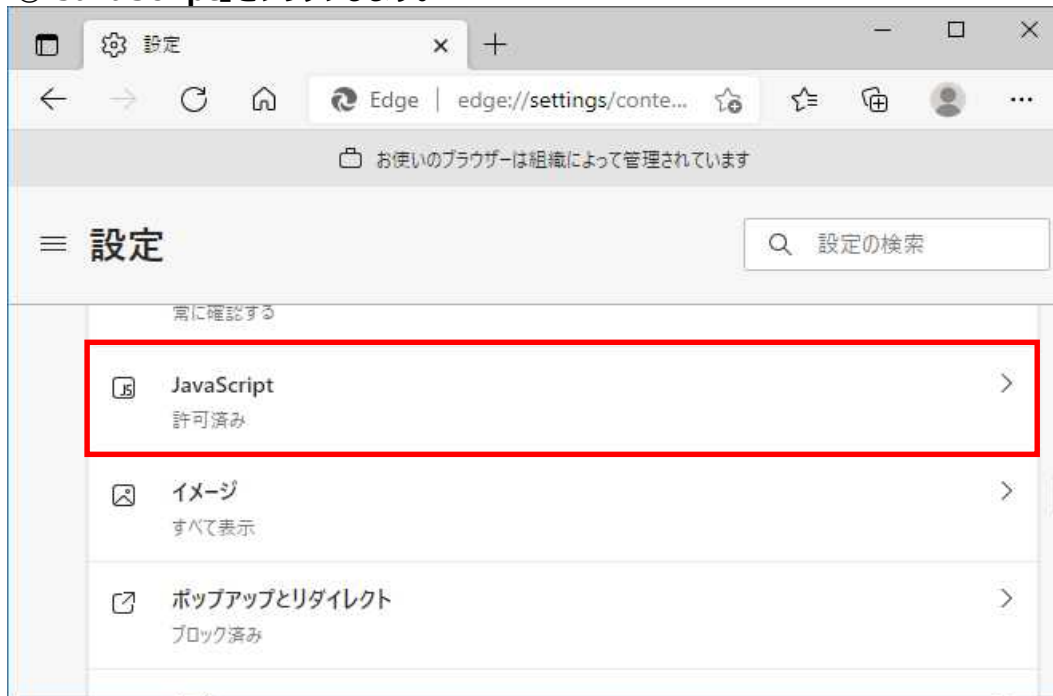 設定
Edge | edge://settings/conte...
お使いのブラウザーは組織によって管理されています
設定
設定の検索
常に確認する
JavaScript
許可済み
イメージ
すべて表示
ポップアップとリダイレクト
ブロック済み